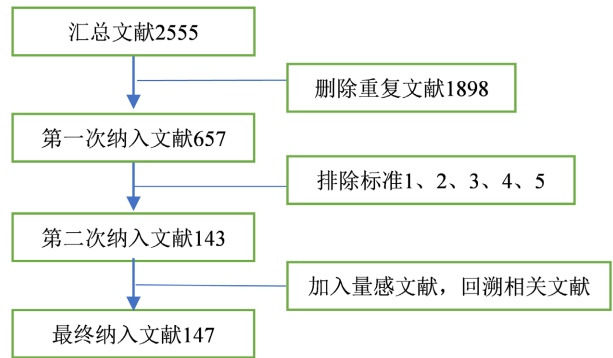 汇总文献2555
删除重复文献1898
第一次纳入文献657
排除标准1、2、3、4、5
第二次纳入文献143
加入量感文献，回溯相关文献
最终纳入文献147